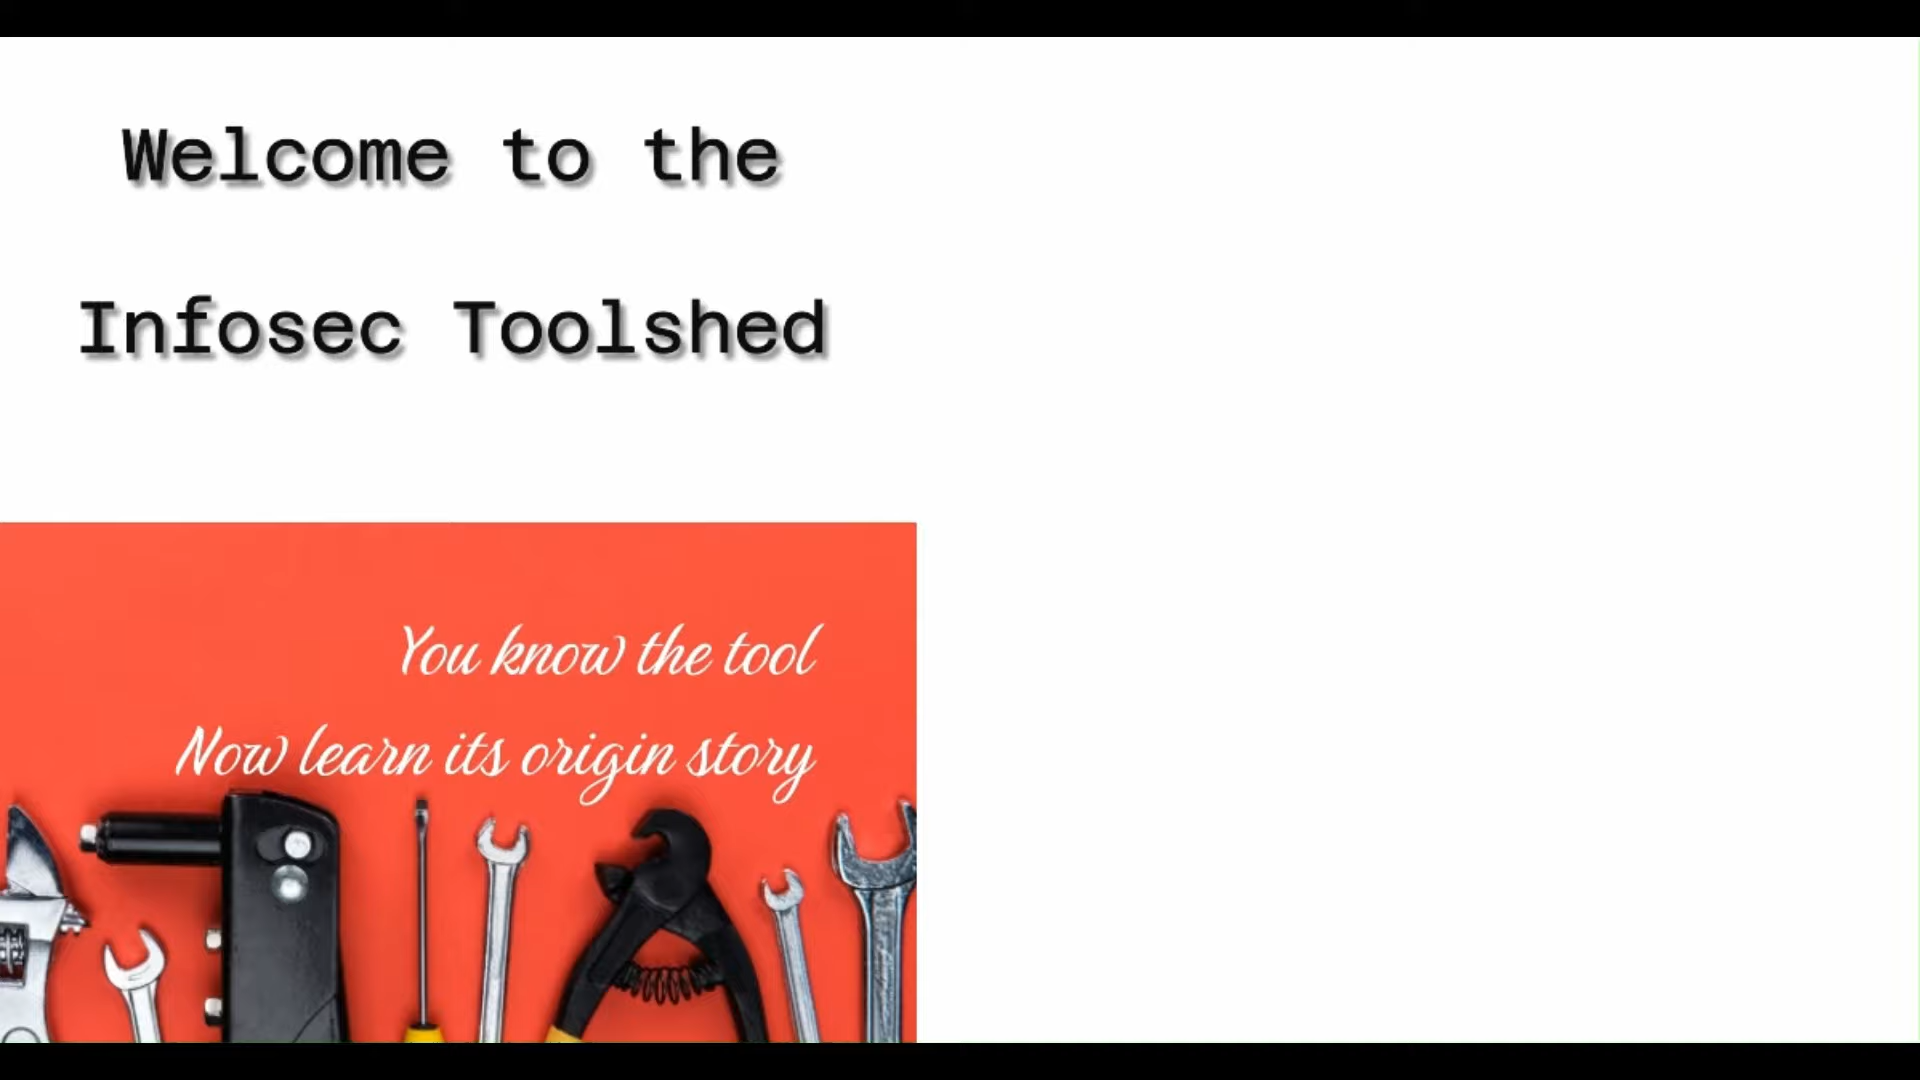 Welcome to the
Infosec Toolshed
You know the tool
Now learn its origin story